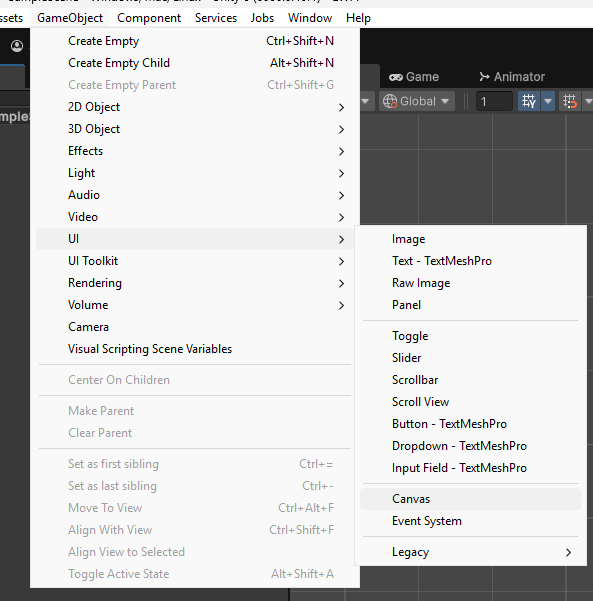 ssets GameObject Component Services Jobs Window Help
Create Empty Ctrl+Shift+N
Create Empty Child Alt+Shift+N
Create Empty Parent Ctrl+Shift+G
2D Object
3D Object
Effects
Light
Audio
Video
UI
UI Toolkit
Rendering
Volume
Camera
Visual Scripting Scene Variables
Center On Children
Make Parent
Clear Parent
Set as first sibling Ctrl+=
Set as last sibling Ctrl+-
Move To View Ctrl+Alt+F
Align With View Ctrl+Shift+F
Align View to Selected
Toggle Active State Alt+Shift+A
Game Animator
Global 1
Image
Text - TextMeshPro
Raw Image
Panel
Toggle
Slider
Scrollbar
Scroll View
Button - TextMeshPro
Dropdown - TextMeshPro
Input Field - TextMeshPro
Canvas
Event System
Legacy